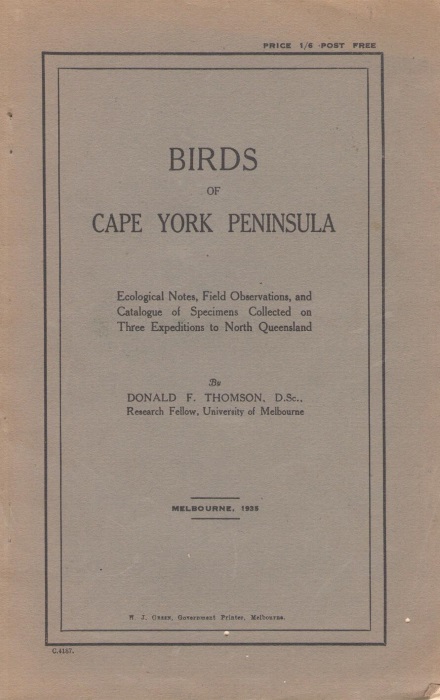 PRICE 1/6 POST FREE
BIRDS
OF
CAPE YORK PENINSULA
Ecological Notes, Field Observations, and
Catalogue of Specimens Collected on
Three Expeditions to North Queensland
By
DONALD F. THOMSON, D.Sc.,
Research Fellow, University of Melbourne
MELBOURNE, 1935
W. J. Green, Government Printer, Melbourne.
C.4167.